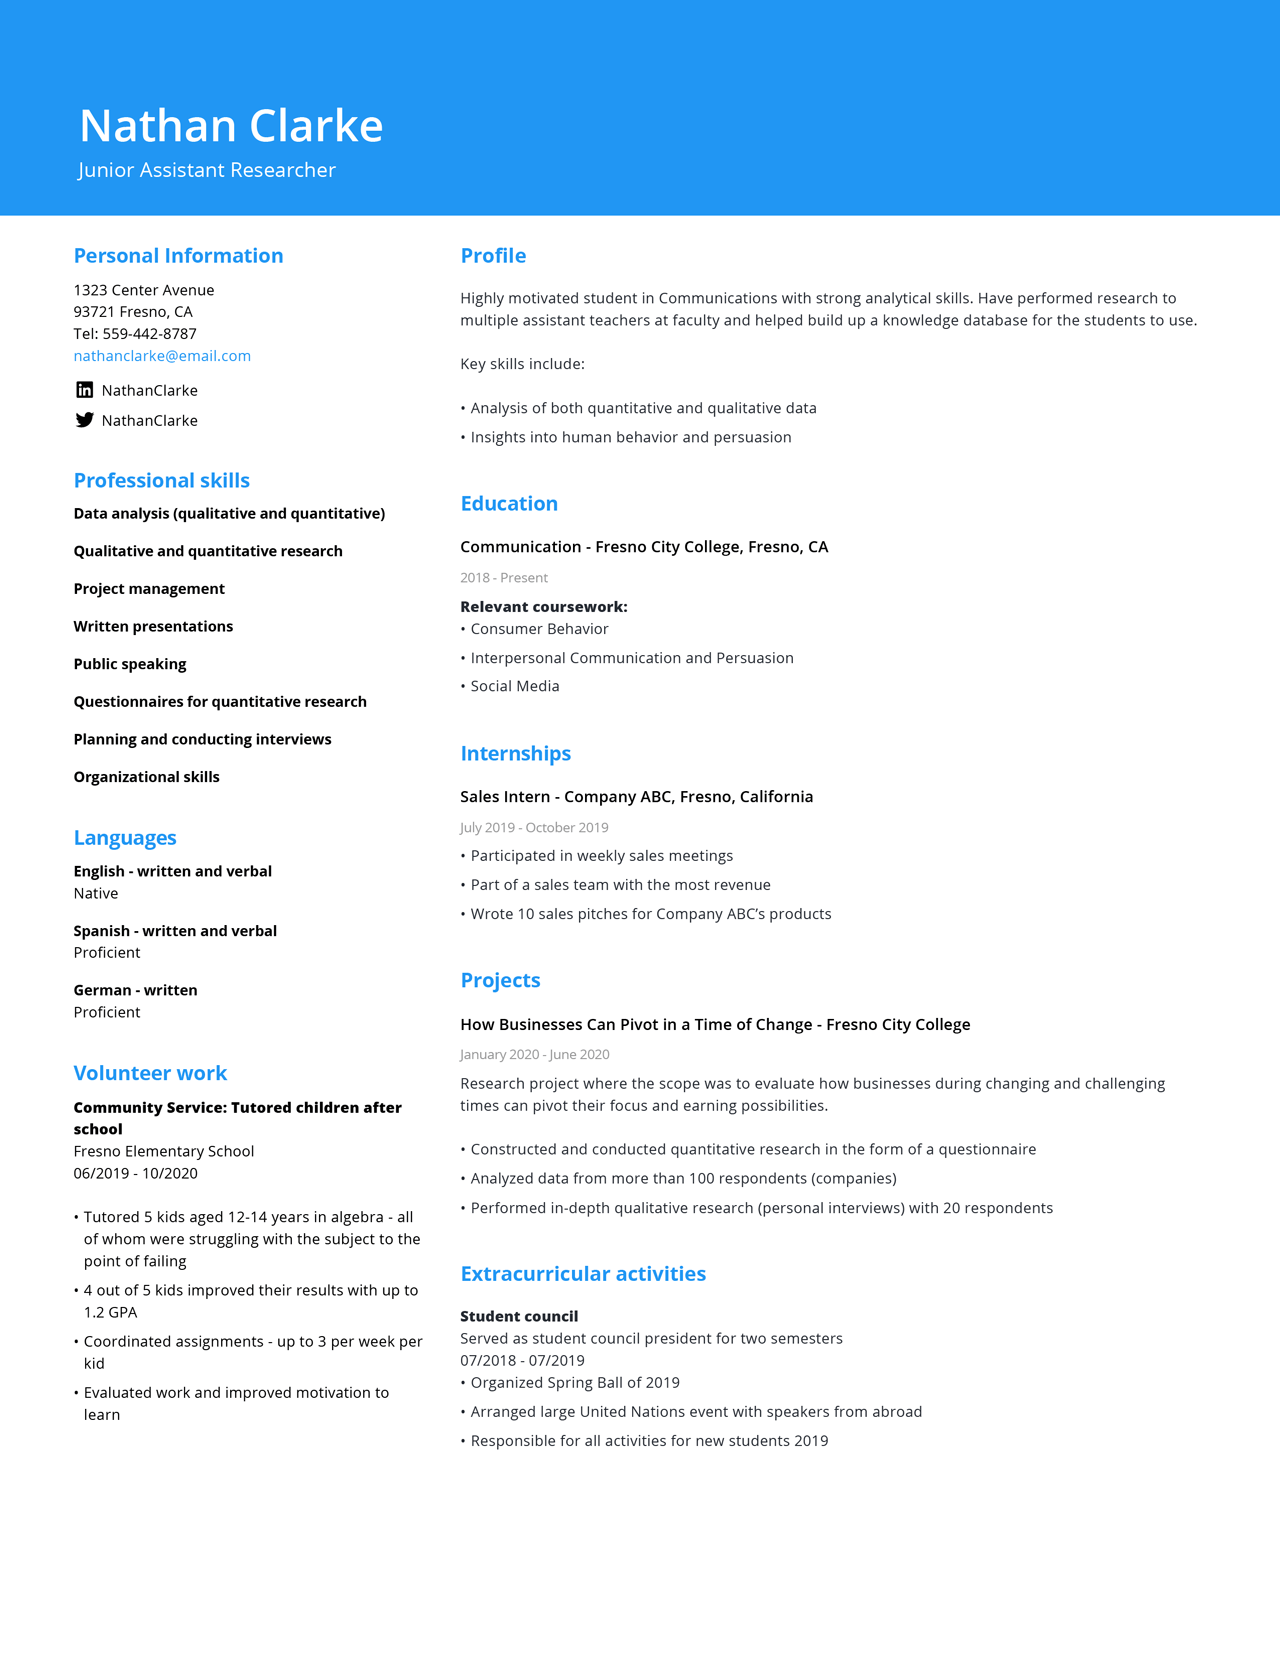 Nathan Clarke
Junior Assistant Researcher
Personal Information
1323 Center Avenue
93721 Fresno, CA
Tel: 559-442-8787
nathanclarke@email.com
NathanClarke
NathanClarke
Professional skills
Data analysis (qualitative and quantitative)
Qualitative and quantitative research
Project management
Written presentations
Public speaking
Questionnaires for quantitative research
Planning and conducting interviews
Organizational skills
Languages
English - written and verbal
Native
Spanish - written and verbal
Proficient
German - written
Proficient
Volunteer work
Community Service: Tutored children after
school
Fresno Elementary School
06/2019 - 10/2020
• Tutored 5 kids aged 12-14 years in algebra - all
of whom were struggling with the subject to the
point of failing
• 4 out of 5 kids improved their results with up to
1.2 GPA
• Coordinated assignments - up to 3 per week per
kid
• Evaluated work and improved motivation to
learn
Profile
Highly motivated student in Communications with strong analytical skills. Have performed research to
multiple assistant teachers at faculty and helped build up a knowledge database for the students to use.
Key skills include:
• Analysis of both quantitative and qualitative data
• Insights into human behavior and persuasion
Education
Communication - Fresno City College, Fresno, CA
2018 - Present
Relevant coursework:
• Consumer Behavior
• Interpersonal Communication and Persuasion
• Social Media
Internships
Sales Intern - Company ABC, Fresno, California
July 2019 - October 2019
• Participated in weekly sales meetings
• Part of a sales team with the most revenue
• Wrote 10 sales pitches for Company ABC’s products
Projects
How Businesses Can Pivot in a Time of Change - Fresno City College
January 2020 - June 2020
Research project where the scope was to evaluate how businesses during changing and challenging
times can pivot their focus and earning possibilities.
• Constructed and conducted quantitative research in the form of a questionnaire
• Analyzed data from more than 100 respondents (companies)
• Performed in-depth qualitative research (personal interviews) with 20 respondents
Extracurricular activities
Student council
Served as student council president for two semesters
07/2018 - 07/2019
• Organized Spring Ball of 2019
• Arranged large United Nations event with speakers from abroad
• Responsible for all activities for new students 2019